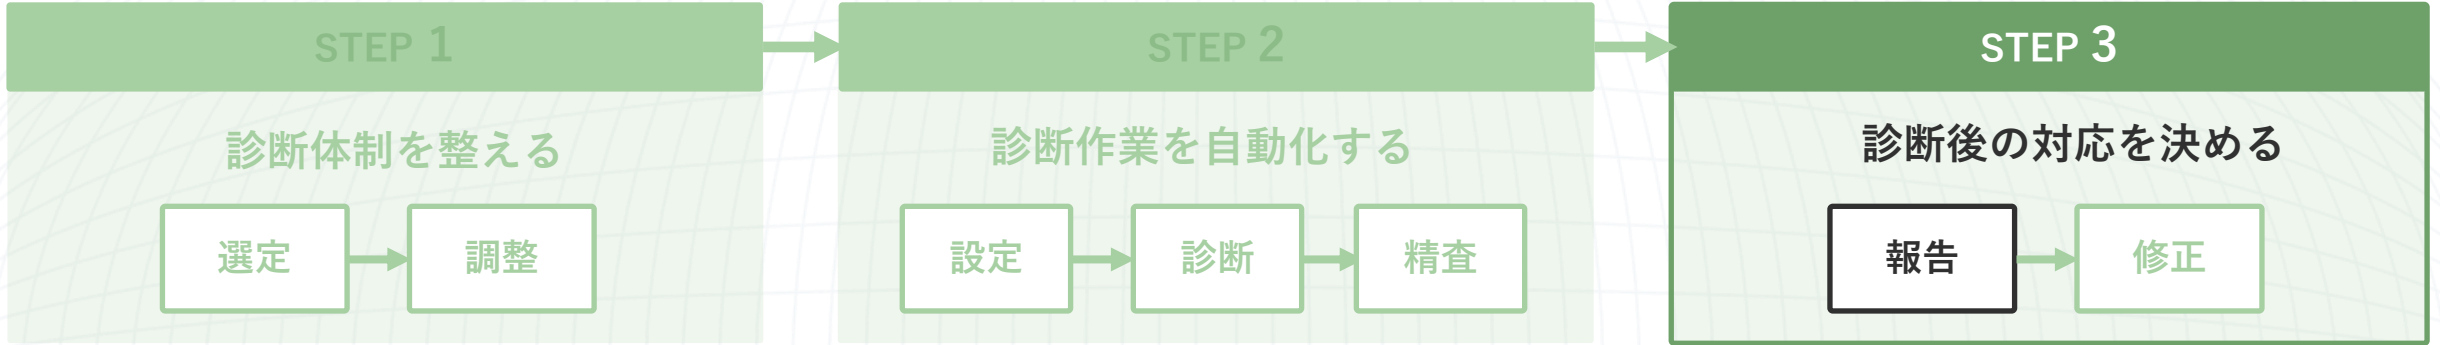 STEP 1
診断体制を整える
選定
調整
STEP 2
診断作業を自動化する
設定
診断
精査
STEP 3
診断後の対応を決める
報告
修正